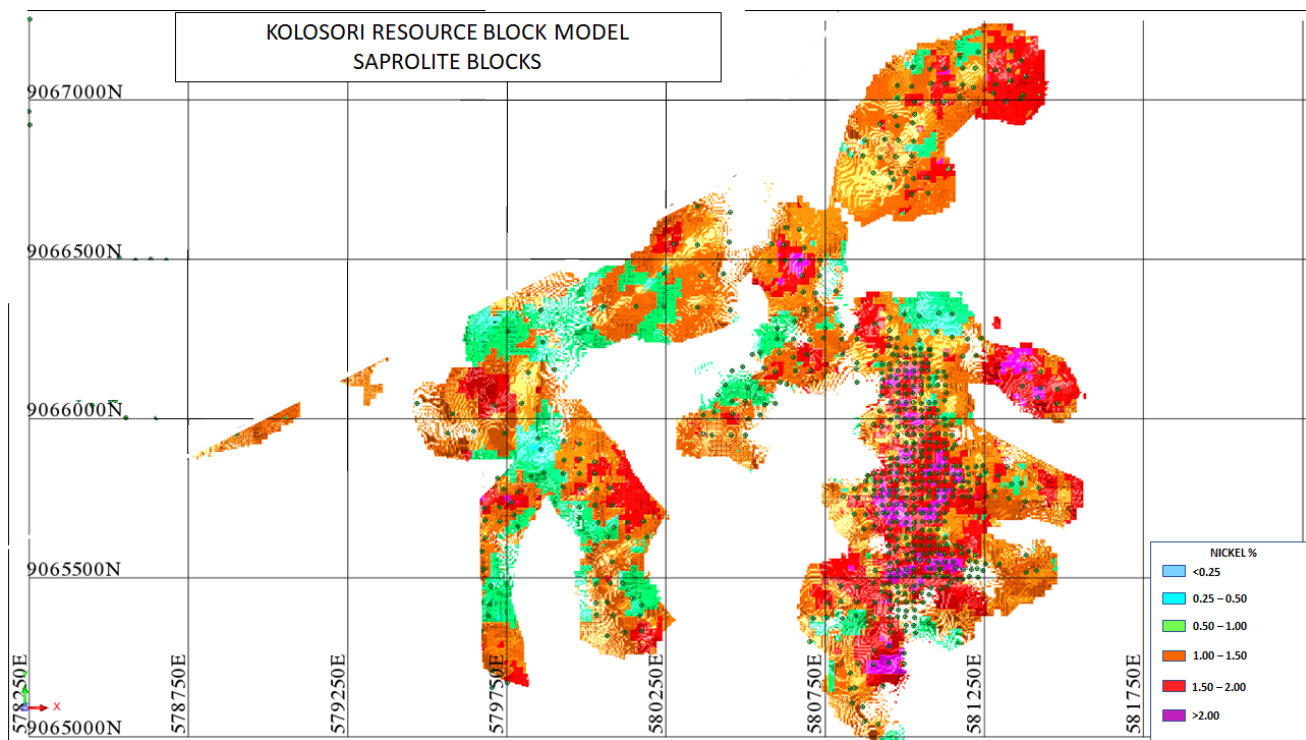 KOLOSORI RESOURCE BLOCK MODEL
SAPROLITE BLOCKS
9067000N
9066500N
9066000N
9065500N
9065000N
578250E
578750E
579250E
579750E
580250E
580750E
581250E
581750E
X
NICKEL %
<0.25
0.25 – 0.50
0.50 – 1.00
1.00 – 1.50
1.50 – 2.00
>2.00